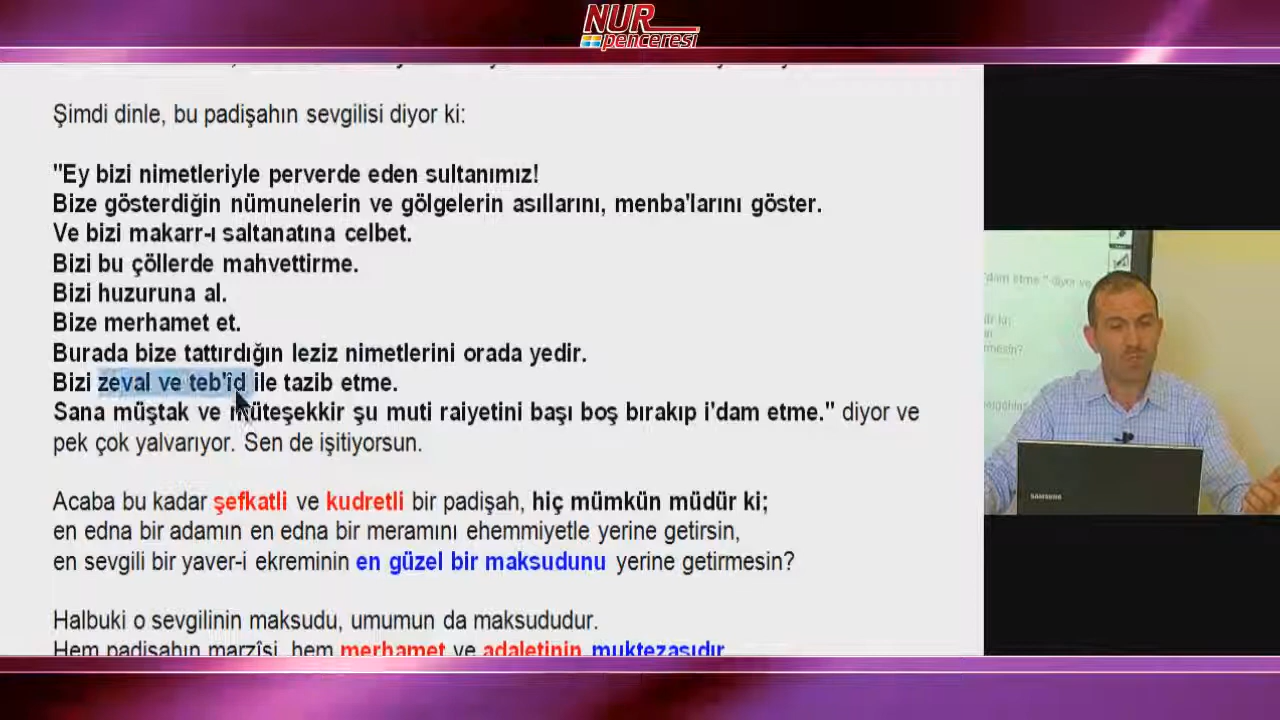 NUR
penceresi
Şimdi dinle, bu padişahın sevgilisi diyor ki:
"Ey bizi nimetleriyle perverde eden sultanımız!
Bize gösterdiğin nümunelerin ve gölgelerin asıllarını, menba'larını göster.
Ve bizi makarr-ı saltanatına celbet.
Bizi bu çöllerde mahvettirme.
Bizi huzuruna al.
Bize merhamet et.
Burada bize tattırdığın leziz nimetlerini orada yedir.
Bizi zeval ve teb'îd ile tazib etme.
Sana müştak ve müteşekkir şu muti raiyetini başı boş bırakıp i'dam etme." diyor ve
pek çok yalvarıyor. Sen de işitiyorsun.
Acaba bu kadar şefkatli ve kudretli bir padişah, hiç mümkün müdür ki;
en edna bir adamın en edna bir meramını ehemmiyetle yerine getirsin,
en sevgili bir yaver-i ekreminin en güzel bir maksudunu yerine getirmesin?
Halbuki o sevgilinin maksudu, umumun da maksududur.
Hem padişahın marzîsi, hem merhamet ve adaletinin muktezasıdır
SAMSUNG